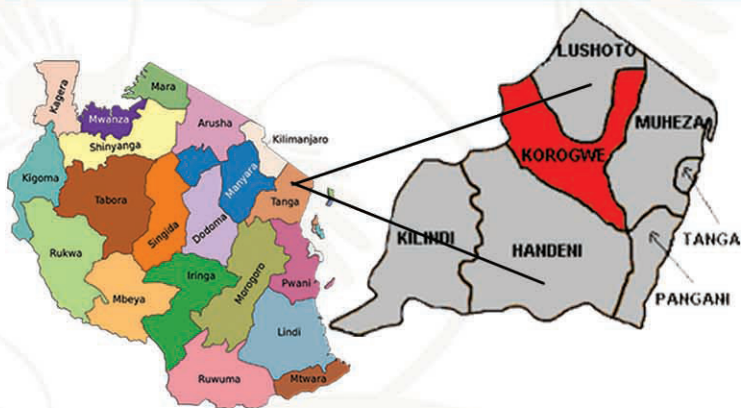 Kagera
Mara
Mwanza
Arusha
Shinyanga
Kilimanjaro
Kigoma
Tabora
Singida
Dodoma
Manyara
Tanga
Rukwa
Mbeya
Iringa
Morogoro
Pwani
Lindi
Ruwuma
Mtwara
LUSHOTO
MUHEZA
KOROGWE
KILINDI
HANDENI
TANGA
PANGANI